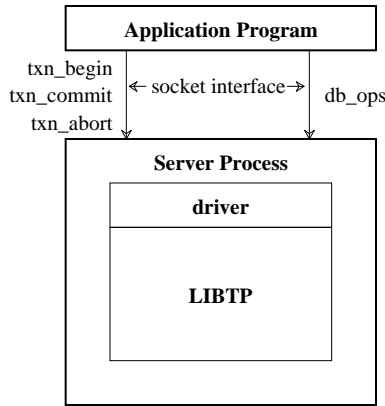 Application Program
txn_begin
txn_commit
txn_abort
socket interface
db_ops
Server Process
driver
LIBTP